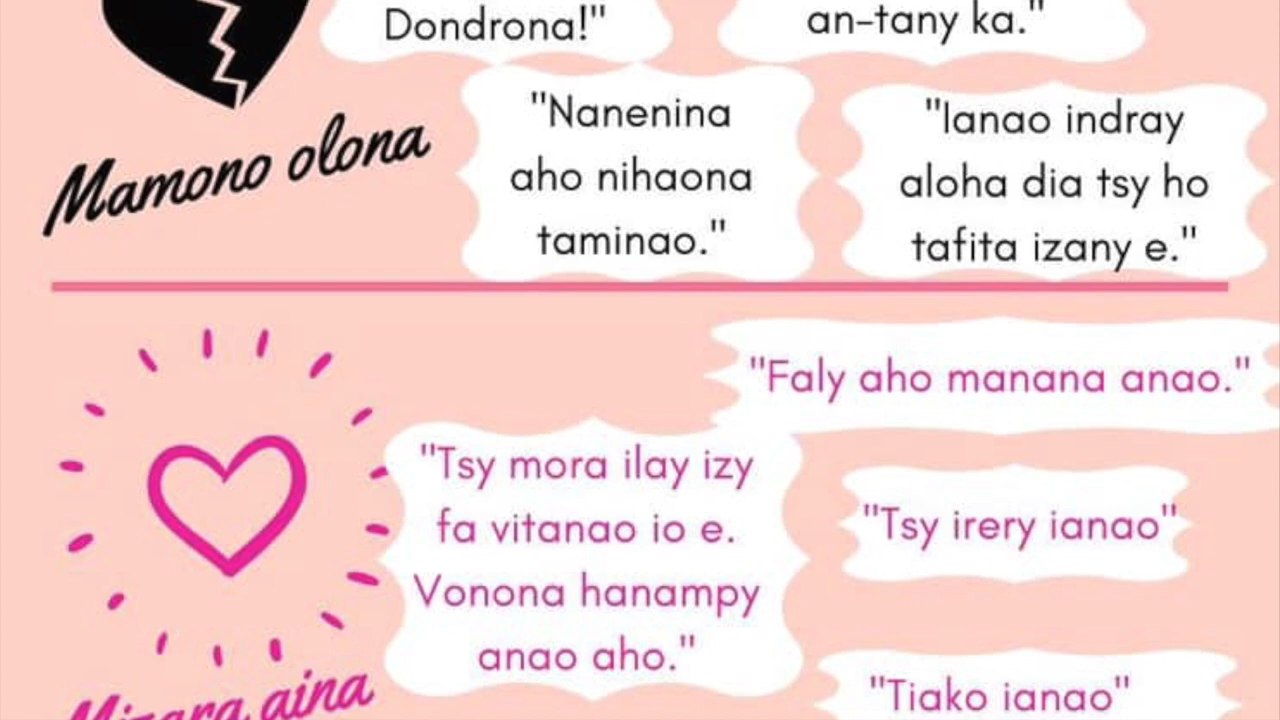 Dondrona!"
an-tany ka."
Mamono olona
"Nanenina
aho nihaona
taminao."
"Ianao indray
aloha dia tsy ho
tafita izany e."
"Faly aho manana anao."
"Tsy mora ilay izy
fa vitanao io e.
Vonona hanampy
anao aho."
"Tsy irery ianao"
"Tiako ianao"
Mizara aina